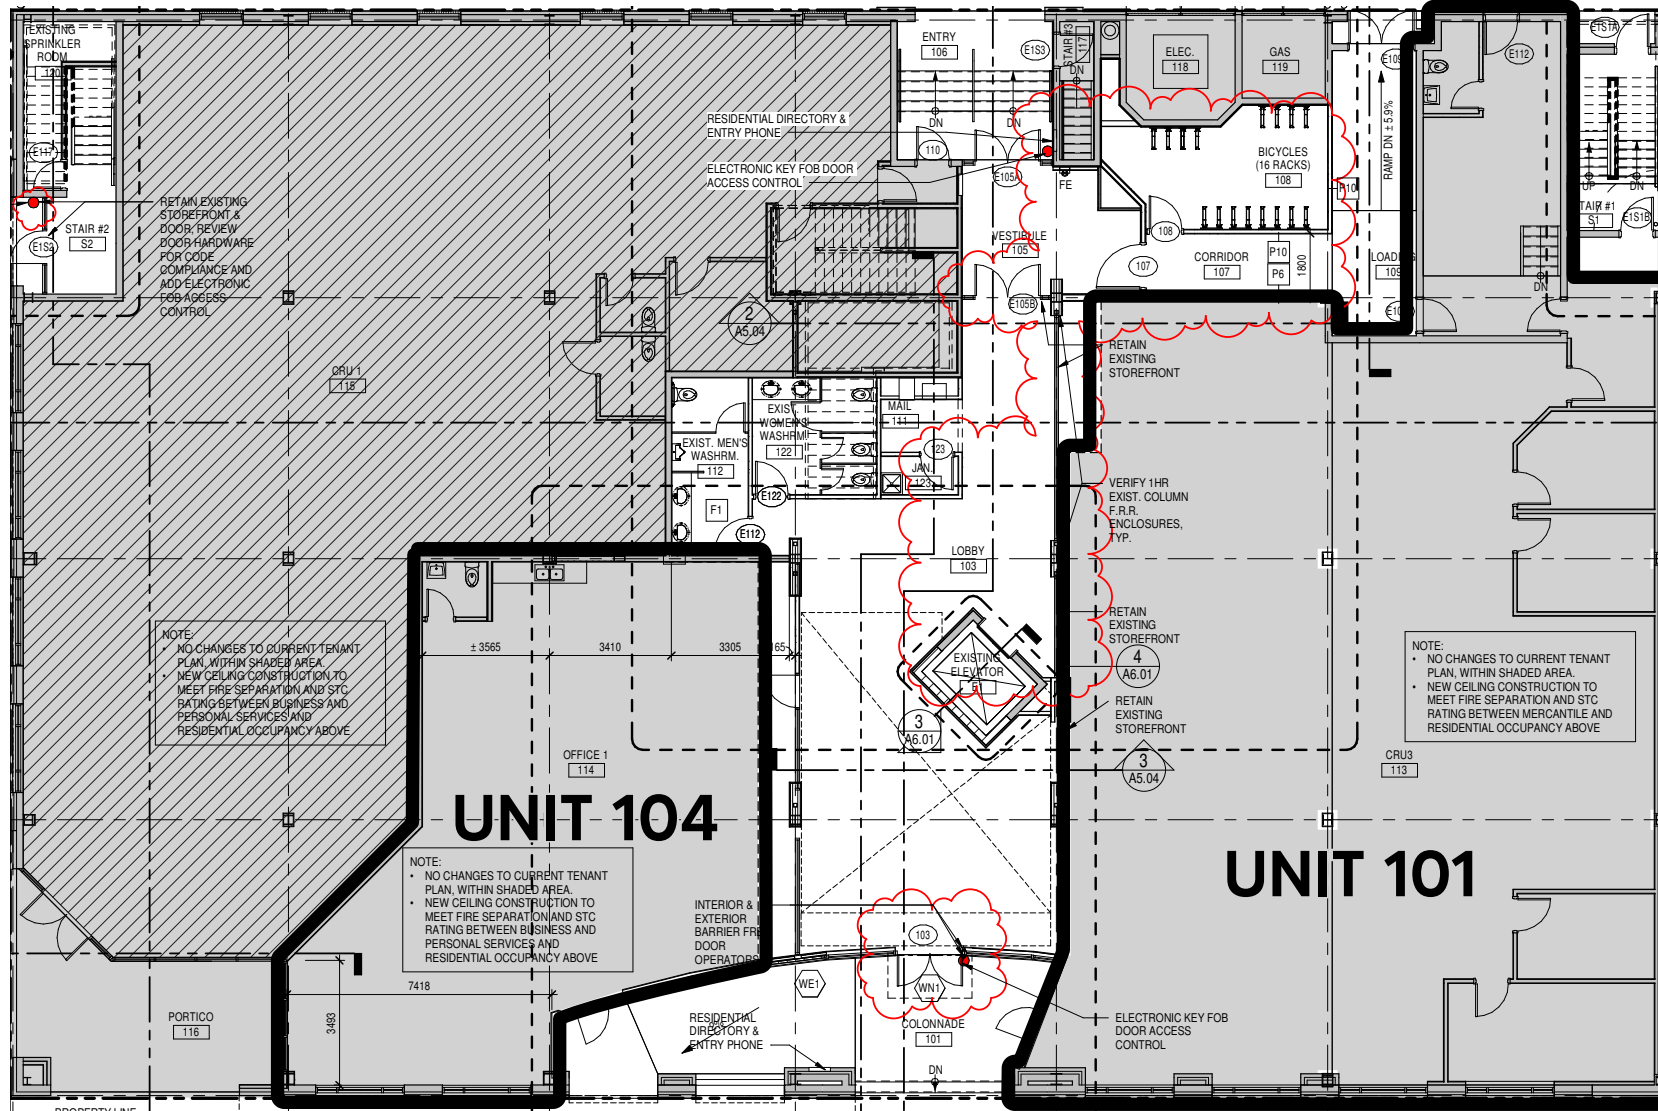 EXISTING
SPRINKLER
ROOM
120
E117
STAIR #2
S2
E1S2
RETAIN EXISTING
STOREFRONT &
DOOR, REVIEW
DOOR HARDWARE
FOR CODE
COMPLIANCE AND
ADD ELECTRONIC
FOB ACCESS
CONTROL
CRU 1
115
2
A5.04
ENTRY
106
E1S3
DN
DN
110
RESIDENTIAL DIRECTORY &
ENTRY PHONE
ELECTRONIC KEY FOB DOOR
ACCESS CONTROL
E105A
FE
STAIR #3
117
DN
ELEC.
118
GAS
119
BICYCLES
(16 RACKS)
108
P10
RAMP DN ± 5.9%
VESTIBULE
105
108
107
CORRIDOR
107
P10
P6
1800
E105B
LOADING
109
E112
E1S1A
UP
DN
STAIR #1
S1
E1S1B
DN
RETAIN
EXISTING
STOREFRONT
MAIL
111
123
JAN.
123
EXIST.
WOMEN'S
WASHRM.
122
EXIST. MEN'S
WASHRM.
112
F1
E122
E112
VERIFY 1HR
EXIST. COLUMN
F.R.R.
ENCLOSURES,
TYP.
LOBBY
103
RETAIN
EXISTING
STOREFRONT
4
A6.01
EXISTING
ELEVATOR
E1
3
A6.01
RETAIN
EXISTING
STOREFRONT
3
A5.04
NOTE:
• NO CHANGES TO CURRENT TENANT
PLAN, WITHIN SHADED AREA.
• NEW CEILING CONSTRUCTION TO
MEET FIRE SEPARATION AND STC
RATING BETWEEN BUSINESS AND
PERSONAL SERVICES AND
RESIDENTIAL OCCUPANCY ABOVE
± 3565
3410
3305
165
NOTE:
• NO CHANGES TO CURRENT TENANT
PLAN, WITHIN SHADED AREA.
• NEW CEILING CONSTRUCTION TO
MEET FIRE SEPARATION AND STC
RATING BETWEEN MERCANTILE AND
RESIDENTIAL OCCUPANCY ABOVE
OFFICE 1
114
CRU3
113
UNIT 104
UNIT 101
NOTE:
• NO CHANGES TO CURRENT TENANT
PLAN, WITHIN SHADED AREA.
• NEW CEILING CONSTRUCTION TO
MEET FIRE SEPARATION AND STC
RATING BETWEEN BUSINESS AND
PERSONAL SERVICES AND
RESIDENTIAL OCCUPANCY ABOVE
INTERIOR &
EXTERIOR
BARRIER FRE
DOOR
OPERATORS
103
WE1
WN1
7418
3493
PORTICO
116
RESIDENTIAL
DIRECTORY &
ENTRY PHONE
COLONNADE
101
DN
ELECTRONIC KEY FOB
DOOR ACCESS
CONTROL
PROPERTY LINE